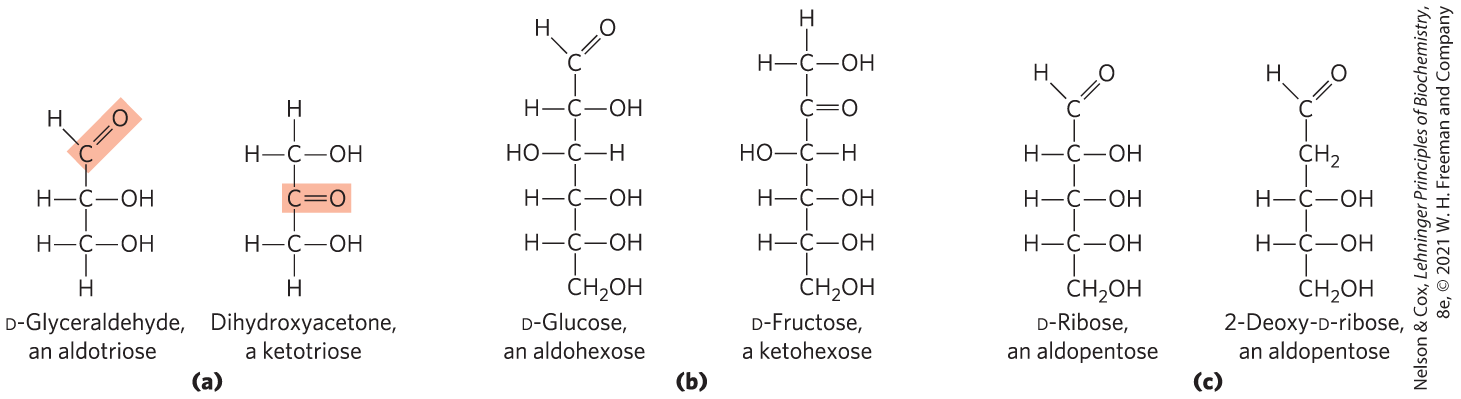 H O
C
H—C—OH
H—C—OH
H
D-Glyceraldehyde,
an aldotriose
H
H—C—OH
C=O
H—C—OH
H
Dihydroxyacetone,
a ketotriose
(a)
H O
C
H—C—OH
HO—C—H
H—C—OH
H—C—OH
CH₂OH
D-Glucose,
an aldohexose
H
H—C—OH
C=O
HO—C—H
H—C—OH
H—C—OH
CH₂OH
D-Fructose,
a ketohexose
(b)
H O
C
H—C—OH
H—C—OH
H—C—OH
CH₂OH
D-Ribose,
an aldopentose
H O
C
CH₂
H—C—OH
H—C—OH
CH₂OH
2-Deoxy-D-ribose,
an aldopentose
(c)
Nelson & Cox, Lehninger Principles of Biochemistry,
8e, © 2021 W. H. Freeman and Company